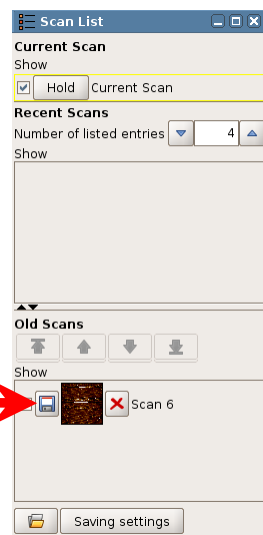 Scan List
Current Scan
Show
Hold Current Scan
Recent Scans
Number of listed entries 4
Show
Old Scans
Show
Scan 6
Saving settings